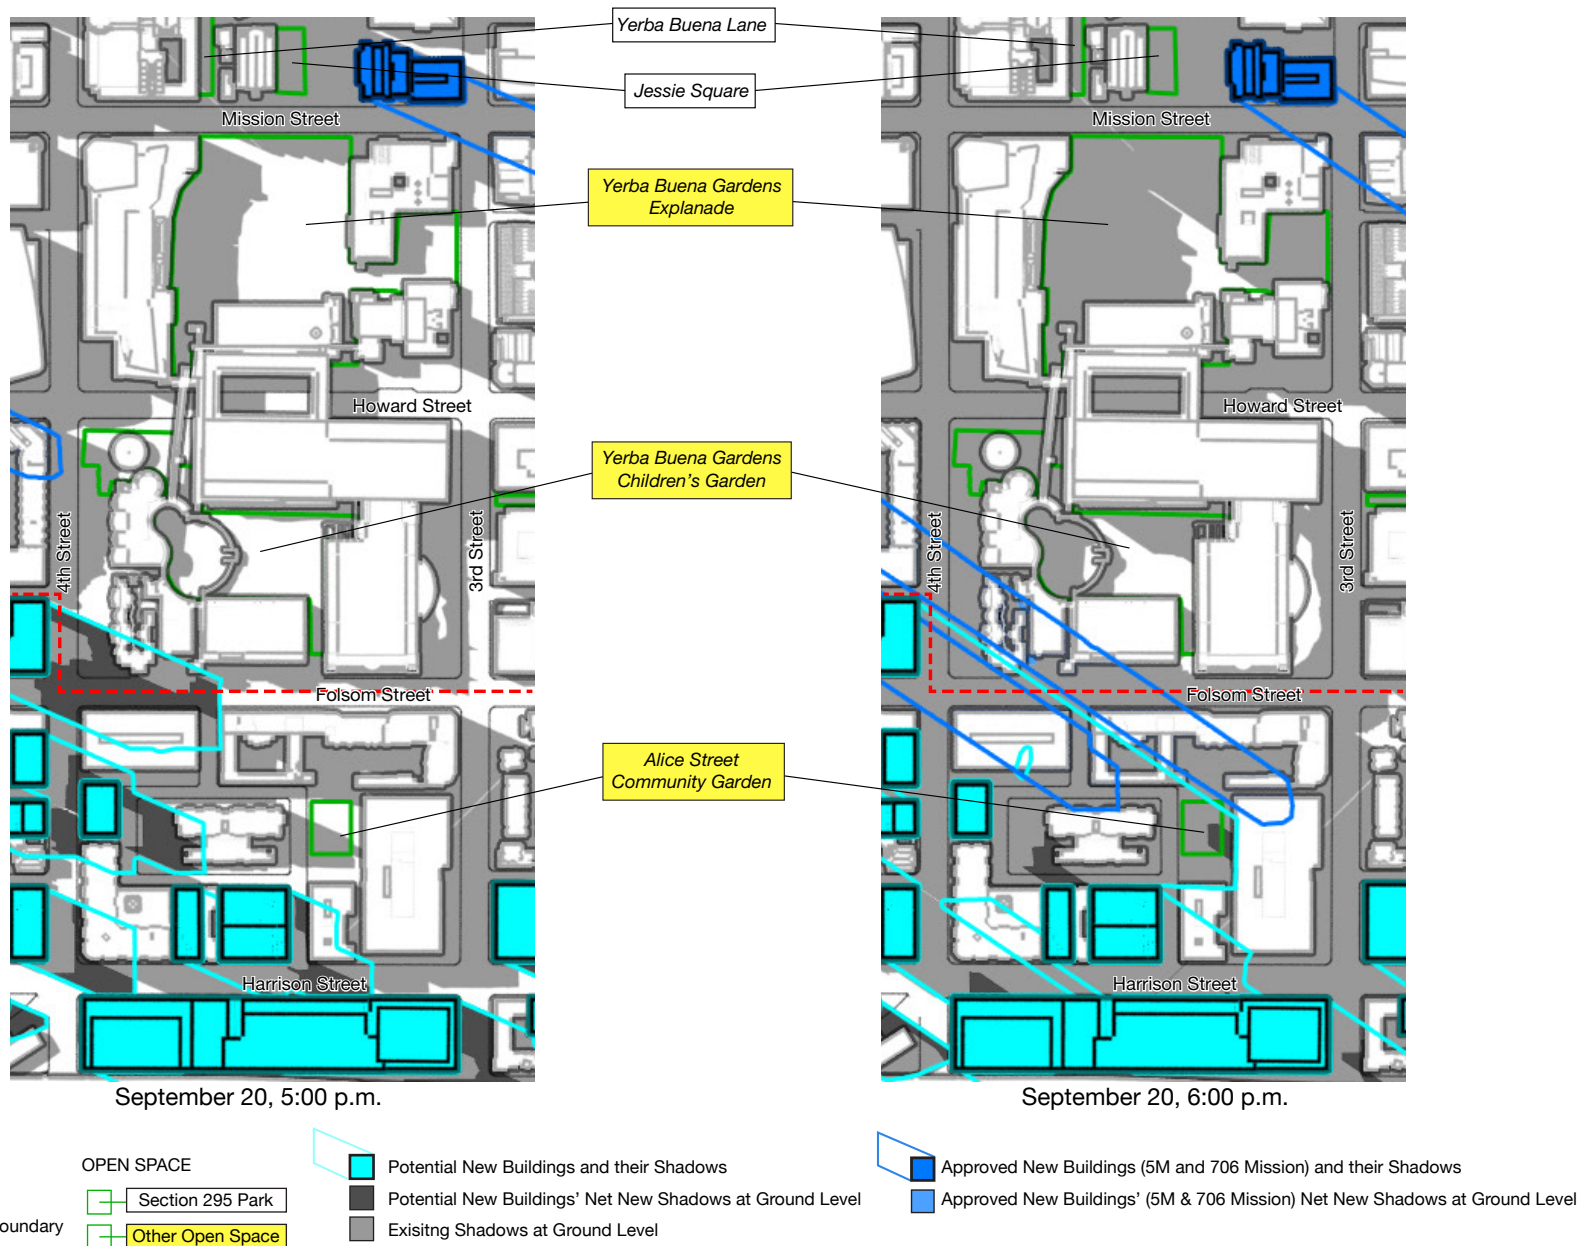 Yerba Buena Lane
Jessie Square
Mission Street
Mission Street
Yerba Buena Gardens
Explanade
Howard Street
Howard Street
Yerba Buena Gardens
Children's Garden
4th Street
3rd Street
4th Street
3rd Street
Folsom Street
Folsom Street
Alice Street
Community Garden
Harrison Street
Harrison Street
September 20, 5:00 p.m.
September 20, 6:00 p.m.
OPEN SPACE
Section 295 Park
oundary
Other Open Space
Potential New Buildings and their Shadows
Potential New Buildings' Net New Shadows at Ground Level
Exisitng Shadows at Ground Level
Approved New Buildings (5M and 706 Mission) and their Shadows
Approved New Buildings' (5M & 706 Mission) Net New Shadows at Ground Level